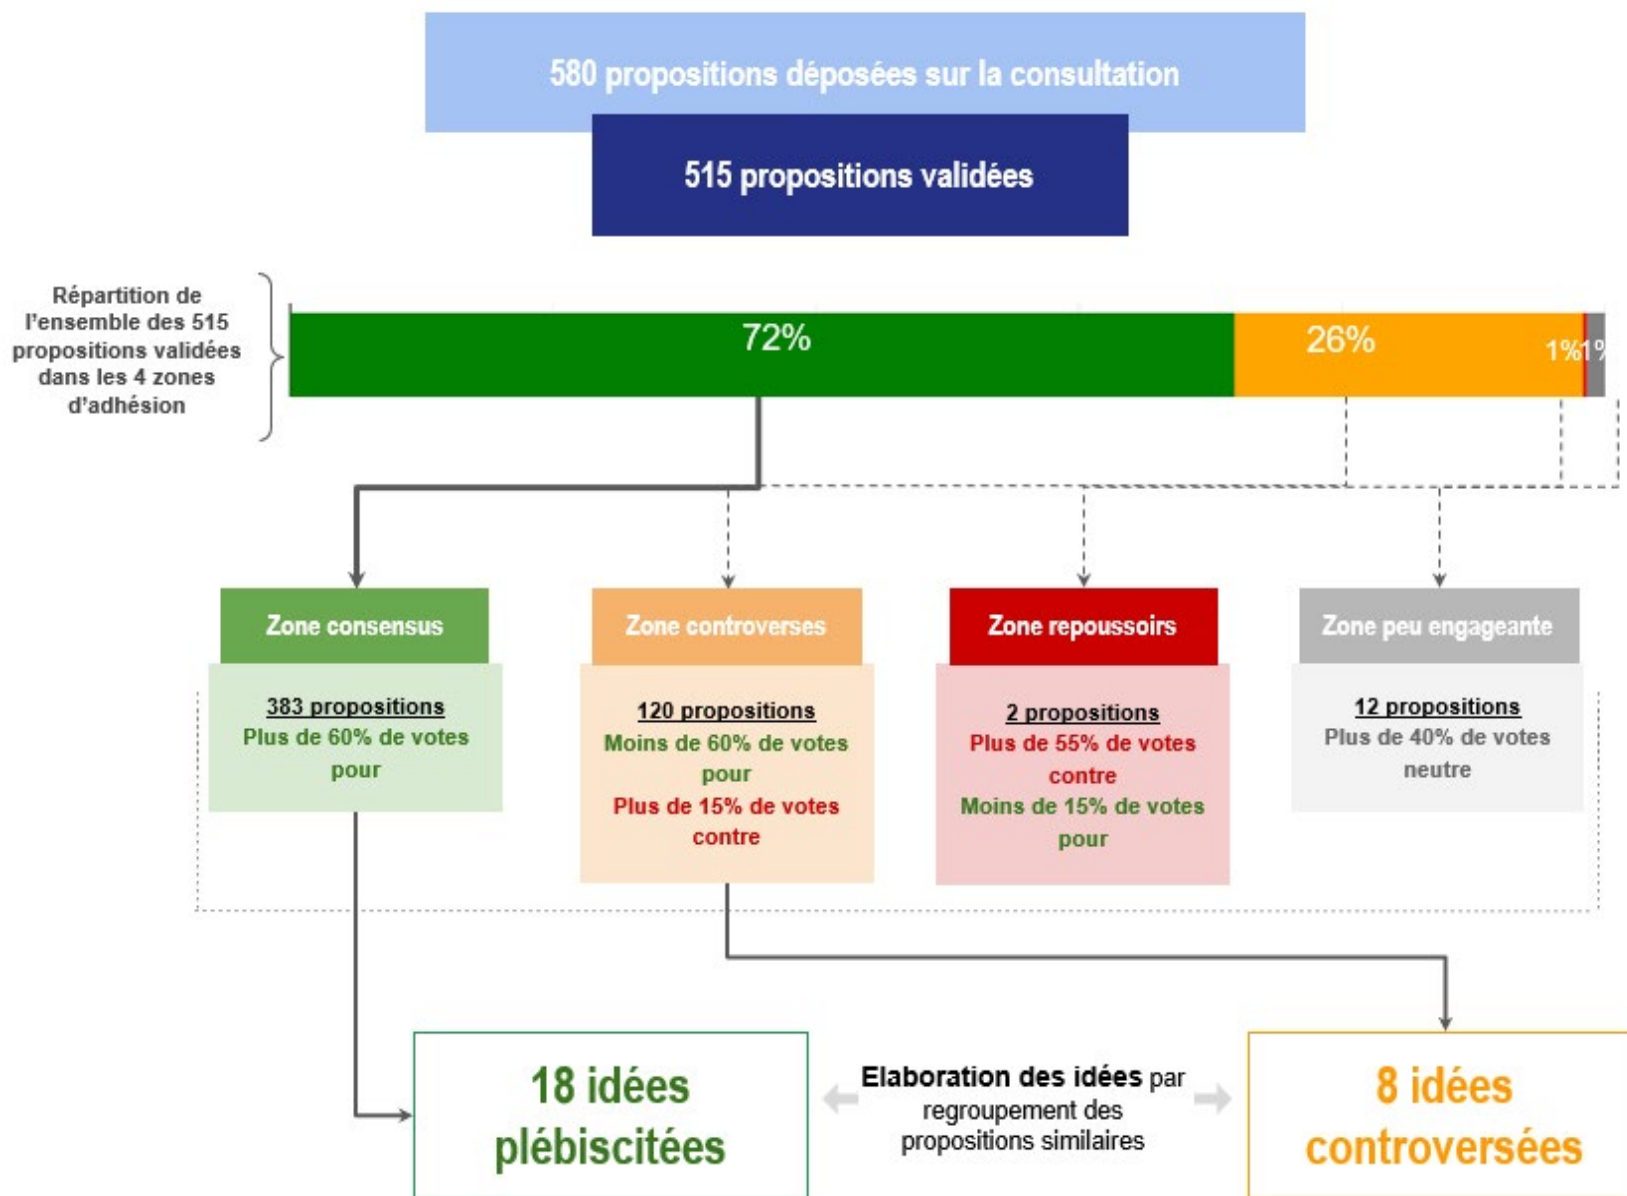 580 propositions déposées sur la consultation
515 propositions validées
Répartition de
l'ensemble des 515
propositions validées
dans les 4 zones
d'adhésion
72%
26%
1%
1%
Zone consensus
383 propositions
Plus de 60% de votes
pour
Zone controverses
120 propositions
Moins de 60% de votes
pour
Plus de 15% de votes
contre
Zone repoussoirs
2 propositions
Plus de 55% de votes
contre
Moins de 15% de votes
pour
Zone peu engageante
12 propositions
Plus de 40% de votes
neutre
18 idées
plébiscitées
Elaboration des idées par
regroupement des
propositions similaires
8 idées
controversées